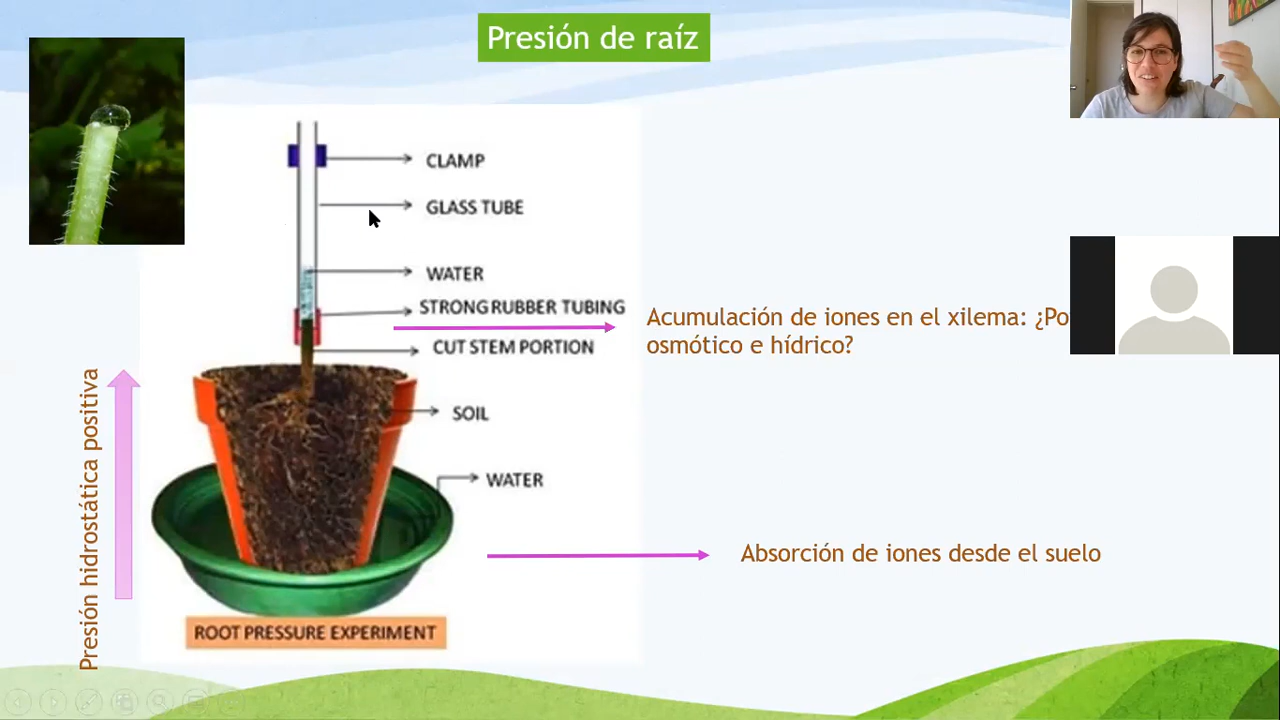 Presión de raíz
CLAMP
GLASS TUBE
WATER
STRONG RUBBER TUBING
CUT STEM PORTION
SOIL
WATER
ROOT PRESSURE EXPERIMENT
Presión hidrostática positiva
Acumulación de iones en el xilema: ¿Po
osmótico e hídrico?
Absorción de iones desde el suelo